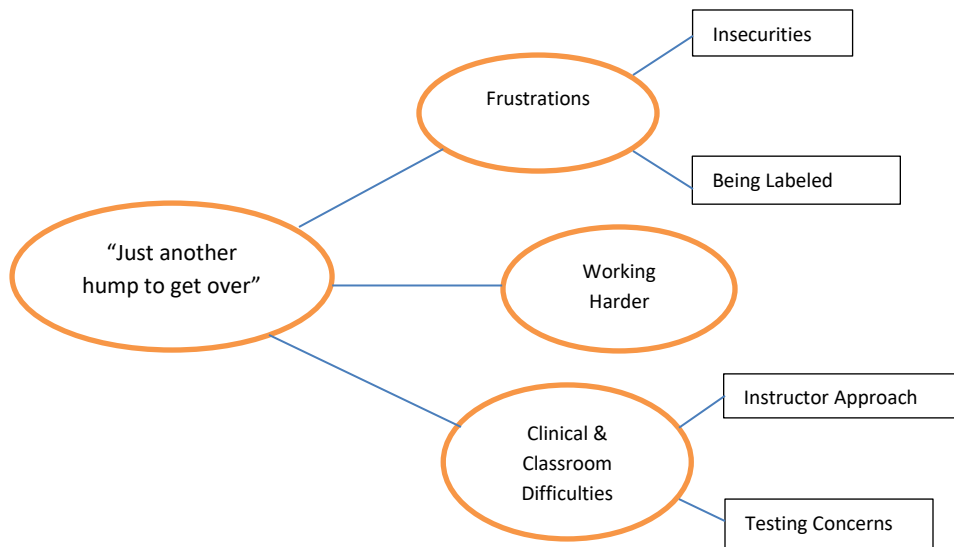 Insecurities
Frustrations
Being Labeled
“Just another
hump to get over”
Working
Harder
Instructor Approach
Clinical &
Classroom
Difficulties
Testing Concerns